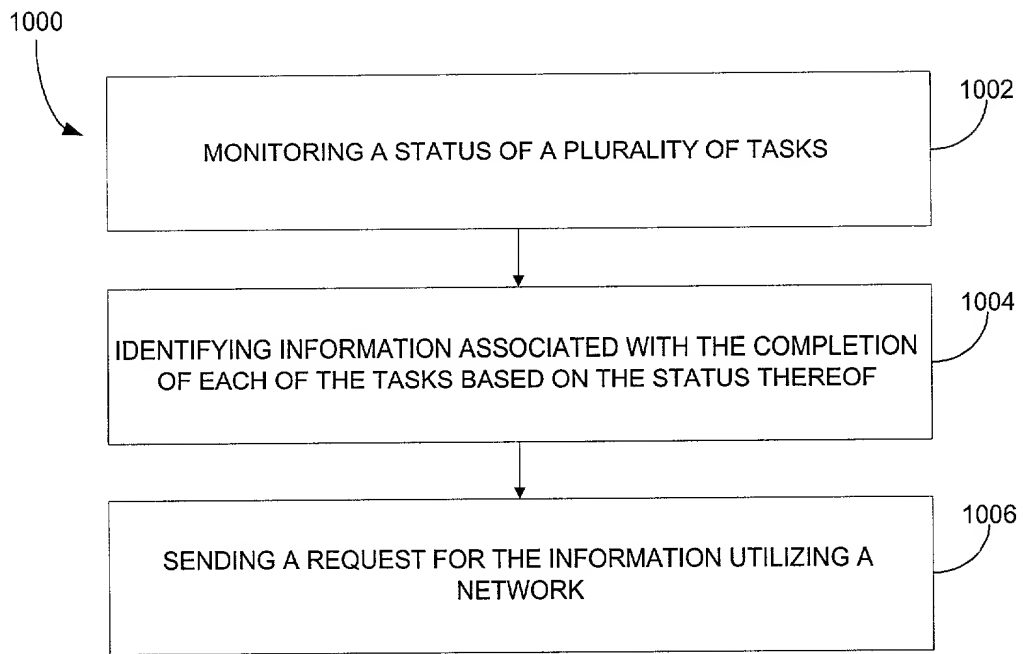 1000
1002
MONITORING A STATUS OF A PLURALITY OF TASKS
1004
IDENTIFYING INFORMATION ASSOCIATED WITH THE COMPLETION
OF EACH OF THE TASKS BASED ON THE STATUS THEREOF
1006
SENDING A REQUEST FOR THE INFORMATION UTILIZING A
NETWORK